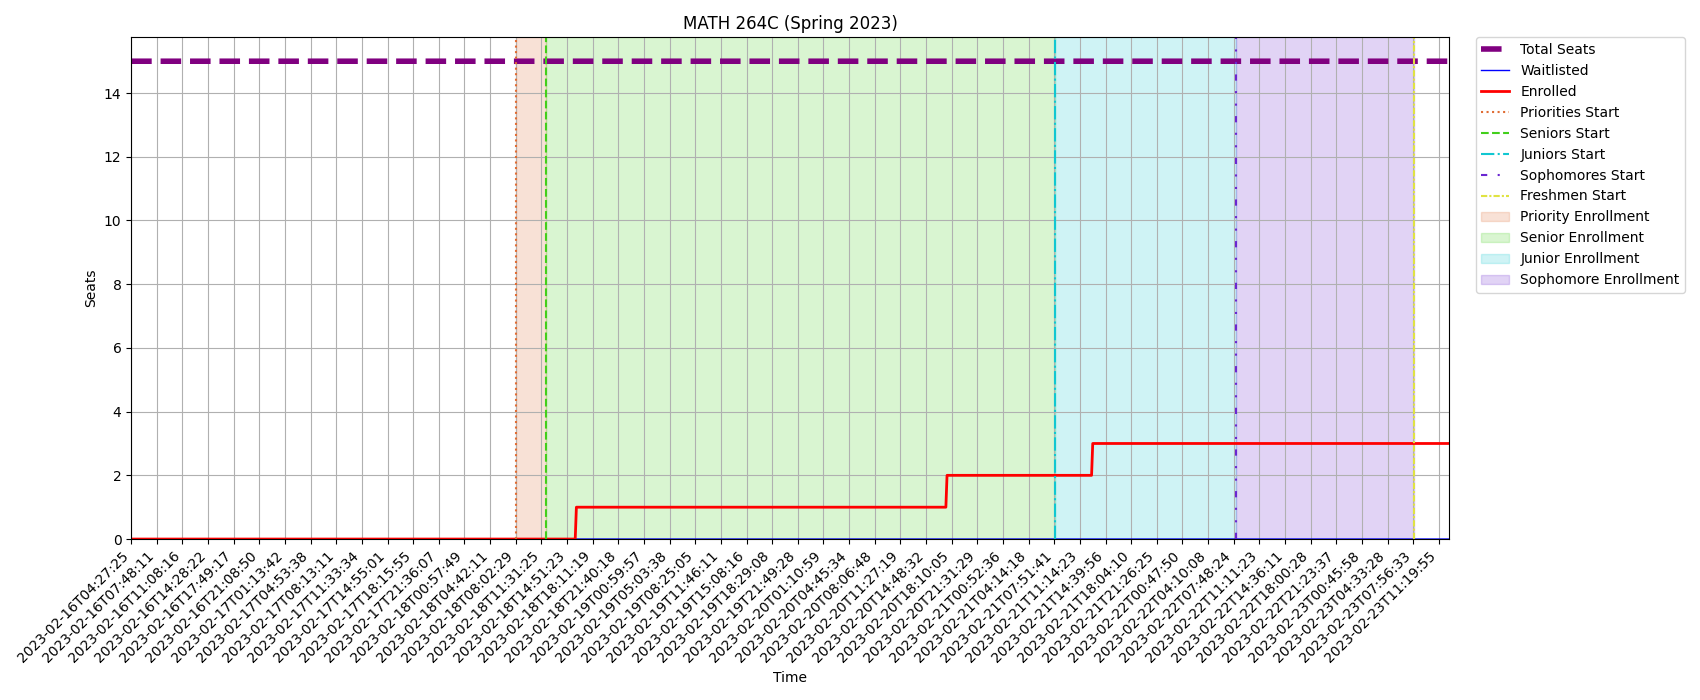 MATH 264C (Spring 2023)
Total Seats
Waitlisted
Enrolled
Priorities Start
Seniors Start
Juniors Start
Sophomores Start
Freshmen Start
Priority Enrollment
Senior Enrollment
Junior Enrollment
Sophomore Enrollment
Seats
14
12
10
8
6
4
2
0
2023-02-16T04:27:25
2023-02-16T07:48:11
2023-02-16T11:08:16
2023-02-16T14:28:22
2023-02-16T17:49:17
2023-02-16T21:08:50
2023-02-17T01:13:42
2023-02-17T04:53:38
2023-02-17T08:13:11
2023-02-17T11:33:34
2023-02-17T14:55:01
2023-02-17T18:15:55
2023-02-17T21:36:07
2023-02-18T00:57:49
2023-02-18T04:42:11
2023-02-18T08:02:29
2023-02-18T11:31:25
2023-02-18T14:51:23
2023-02-18T18:11:19
2023-02-18T21:40:18
2023-02-19T00:59:57
2023-02-19T05:03:38
2023-02-19T08:25:05
2023-02-19T11:46:11
2023-02-19T15:08:16
2023-02-19T18:29:08
2023-02-19T21:49:28
2023-02-20T01:10:59
2023-02-20T04:45:34
2023-02-20T08:06:48
2023-02-20T11:27:19
2023-02-20T14:48:32
2023-02-20T18:10:05
2023-02-20T21:31:29
2023-02-21T00:52:36
2023-02-21T04:14:18
2023-02-21T07:51:41
2023-02-21T11:14:23
2023-02-21T14:39:56
2023-02-21T18:04:10
2023-02-21T21:26:25
2023-02-22T00:47:50
2023-02-22T04:10:08
2023-02-22T07:48:24
2023-02-22T11:11:23
2023-02-22T14:36:11
2023-02-22T18:00:28
2023-02-22T21:23:37
2023-02-23T00:45:58
2023-02-23T04:33:28
2023-02-23T07:56:33
2023-02-23T11:19:55
Time